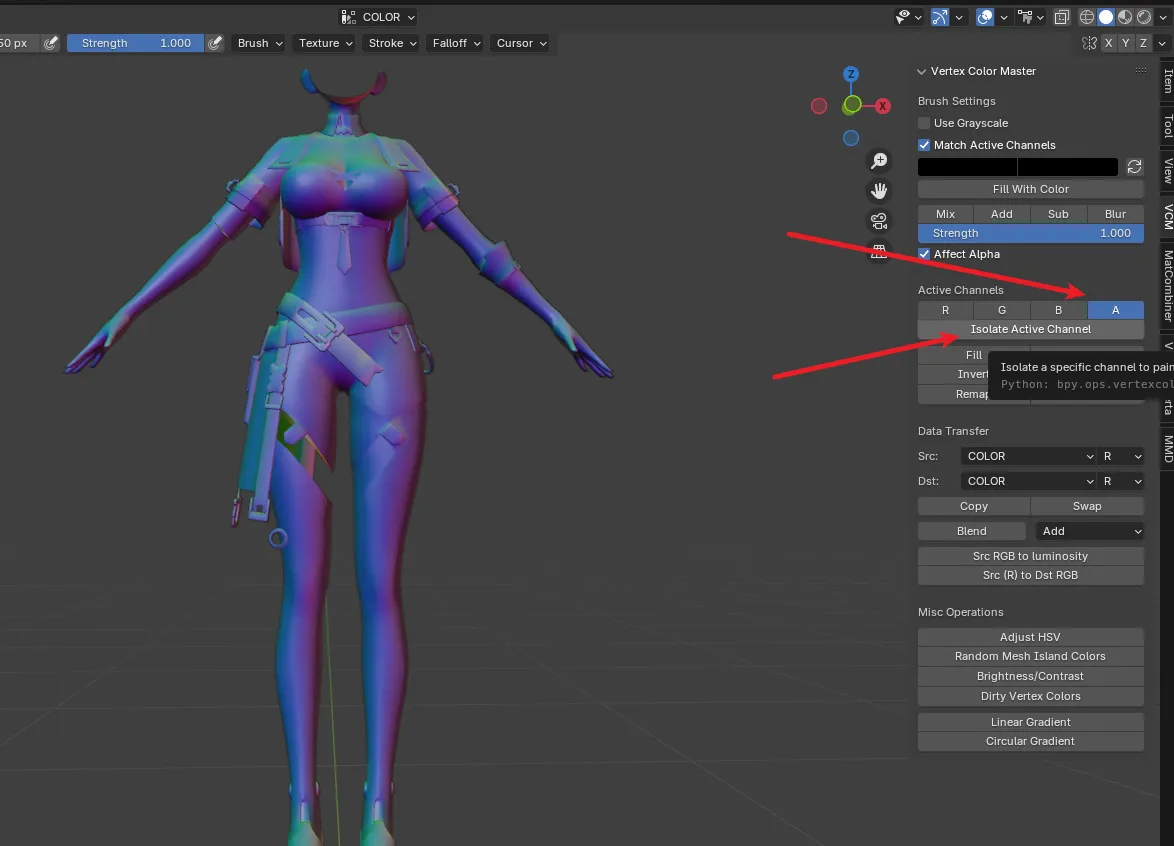 COLOR
50 px Strength 1.000 Brush Texture Stroke Falloff Cursor X Y Z
Z
X
Vertex Color Master
Brush Settings
Use Grayscale
Match Active Channels
Fill With Color
Mix Add Sub Blur
Strength 1.000
Affect Alpha
Active Channels
R G B A
Isolate Active Channel
Fill
Invert
Remap
Isolate a specific channel to pain
Python: bpy.ops.vertexcol
Data Transfer
Src: COLOR R
Dst: COLOR R
Copy Swap
Blend Add
Src RGB to luminosity
Src (R) to Dst RGB
Misc Operations
Adjust HSV
Random Mesh Island Colors
Brightness/Contrast
Dirty Vertex Colors
Linear Gradient
Circular Gradient
Item
Tool
View
VCM
MatCombiner
MMD